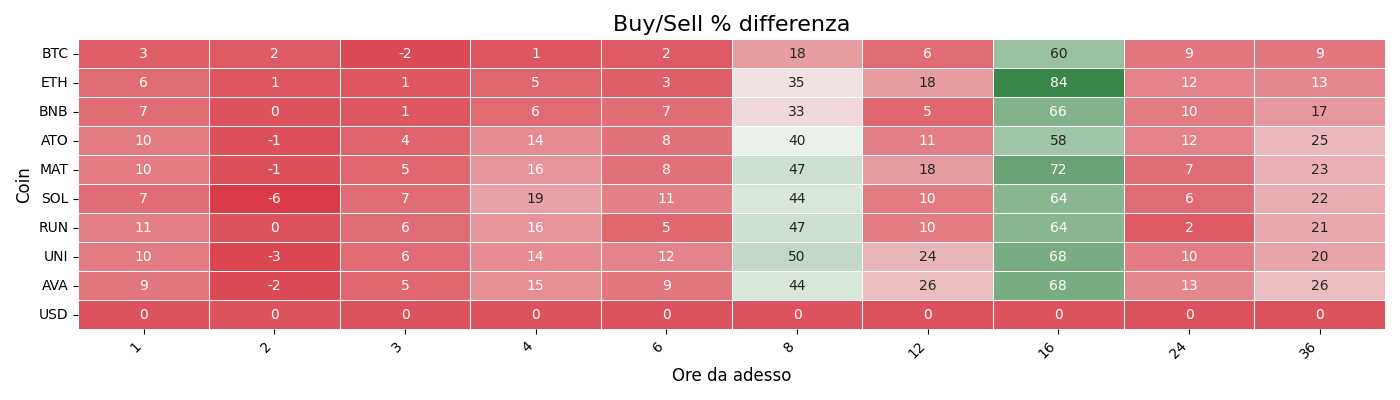 Buy/Sell % differenza
Coin
BTC 3 2 -2 1 2 18 6 60 9 9
ETH 6 1 1 5 3 35 18 84 12 13
BNB 7 0 1 6 7 33 5 66 10 17
ATO 10 -1 4 14 8 40 11 58 12 25
MAT 10 -1 5 16 8 47 18 72 7 23
SOL 7 -6 7 19 11 44 10 64 6 22
RUN 11 0 6 16 5 47 10 64 2 21
UNI 10 -3 6 14 12 50 24 68 10 20
AVA 9 -2 5 15 9 44 26 68 13 26
USD 0 0 0 0 0 0 0 0 0 0
1 2 3 4 6 8 12 16 24 36
Ore da adesso